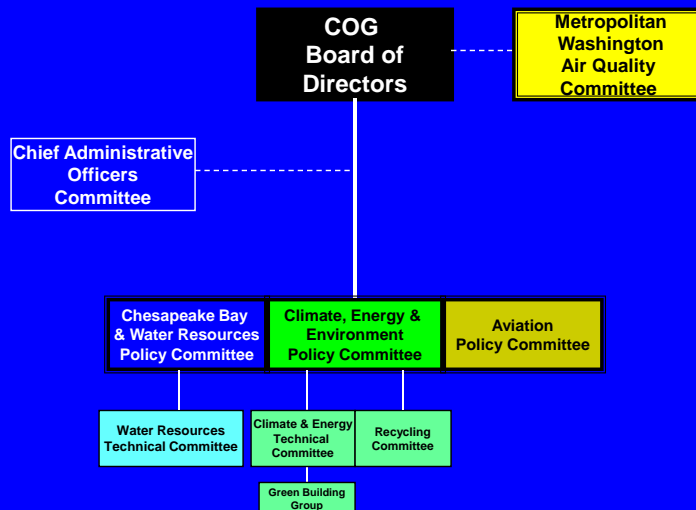 COG
Board of
Directors
Metropolitan
Washington
Air Quality
Committee
Chief Administrative
Officers
Committee
Chesapeake Bay
& Water Resources
Policy Committee
Climate, Energy &
Environment
Policy Committee
Aviation
Policy Committee
Water Resources
Technical Committee
Climate & Energy
Technical
Committee
Recycling
Committee
Green Building
Group